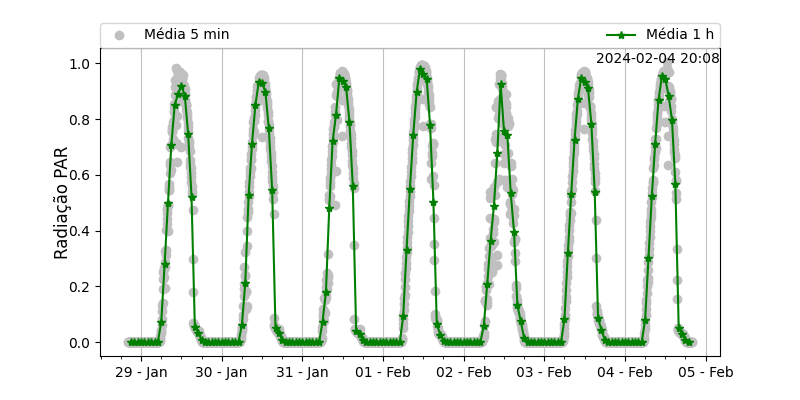 Média 5 min
Média 1 h
2024-02-04 20:08
Radiação PAR
1.0
0.8
0.6
0.4
0.2
0.0
29 - Jan
30 - Jan
31 - Jan
01 - Feb
02 - Feb
03 - Feb
04 - Feb
05 - Feb